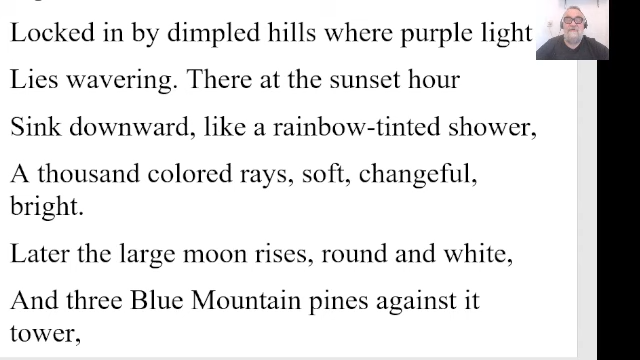 Locked in by dimpled hills where purple light
Lies wavering. There at the sunset hour
Sink downward, like a rainbow-tinted shower,
A thousand colored rays, soft, changeful,
bright.
Later the large moon rises, round and white,
And three Blue Mountain pines against it
tower,